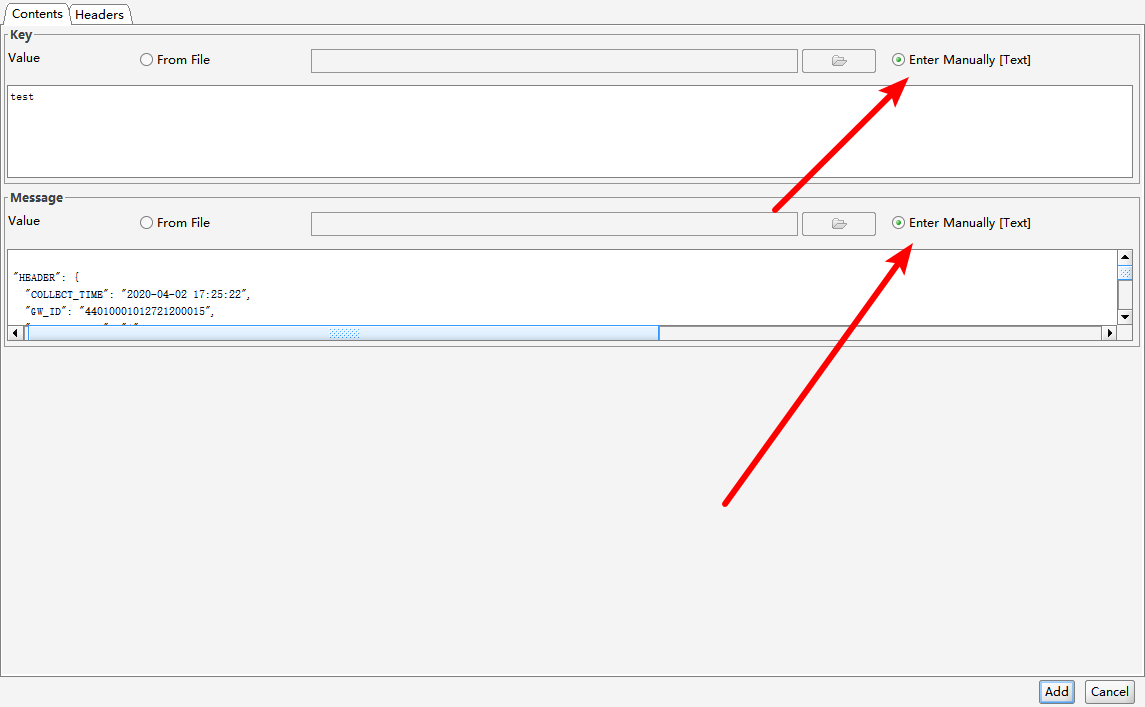 Contents Headers
Key
Value From File Enter Manually [Text]
test
Message
Value From File Enter Manually [Text]
"HEADER": {
"COLLECT_TIME": "2020-04-02 17:25:22",
"GW_ID": "44010001012721200015",
Add Cancel